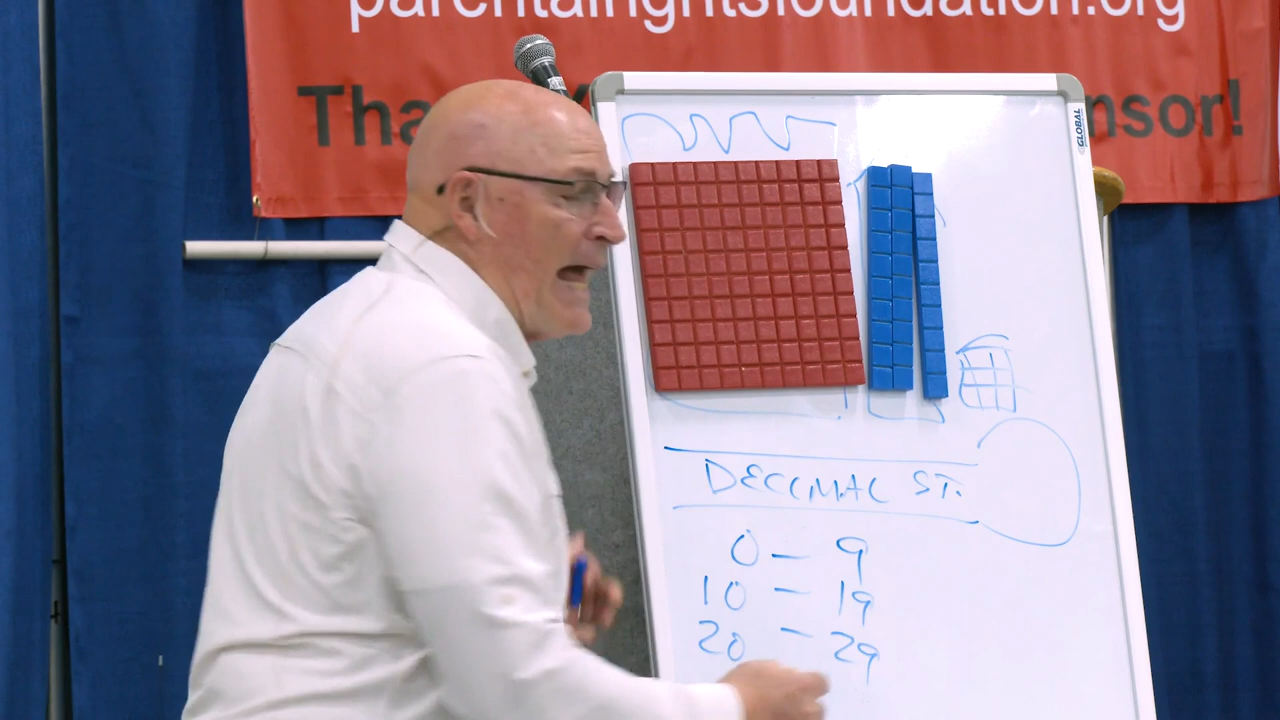 parentalrightsfoundation.org
Tha nsor!
GLOBAL
DECIMAL ST.
0 - 9
10 - 19
20 - 29